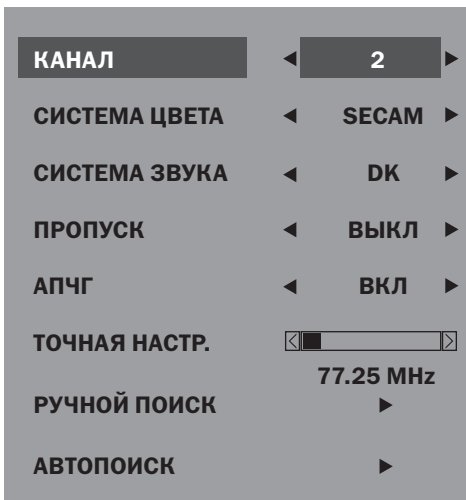 КАНАЛ 2
СИСТЕМА ЦВЕТА SECAM
СИСТЕМА ЗВУКА DK
ПРОПУСК ВЫКЛ
АПЧГ ВКЛ
ТОЧНАЯ НАСТР.
77.25 MHz
РУЧНОЙ ПОИСК
АВТОПОИСК